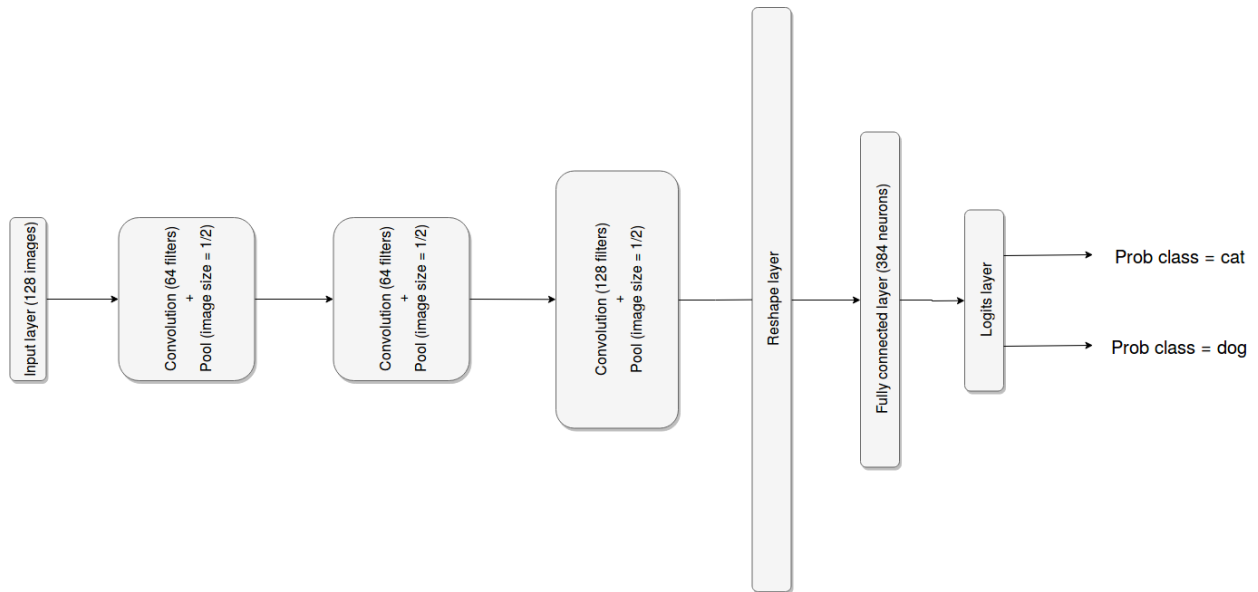 Input layer (128 images)
Convolution (64 filters)
+
Pool (image size = 1/2)
Convolution (64 filters)
+
Pool (image size = 1/2)
Convolution (128 filters)
+
Pool (image size = 1/2)
Reshape layer
Fully connected layer (384 neurons)
Logits layer
Prob class = cat
Prob class = dog